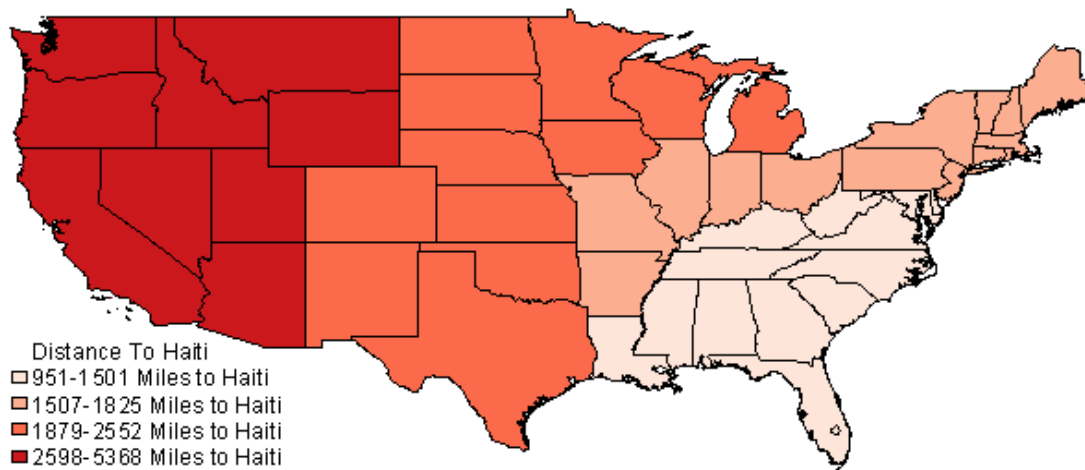 Distance To Haiti
951-1501 Miles to Haiti
1507-1825 Miles to Haiti
1879-2552 Miles to Haiti
2598-5368 Miles to Haiti